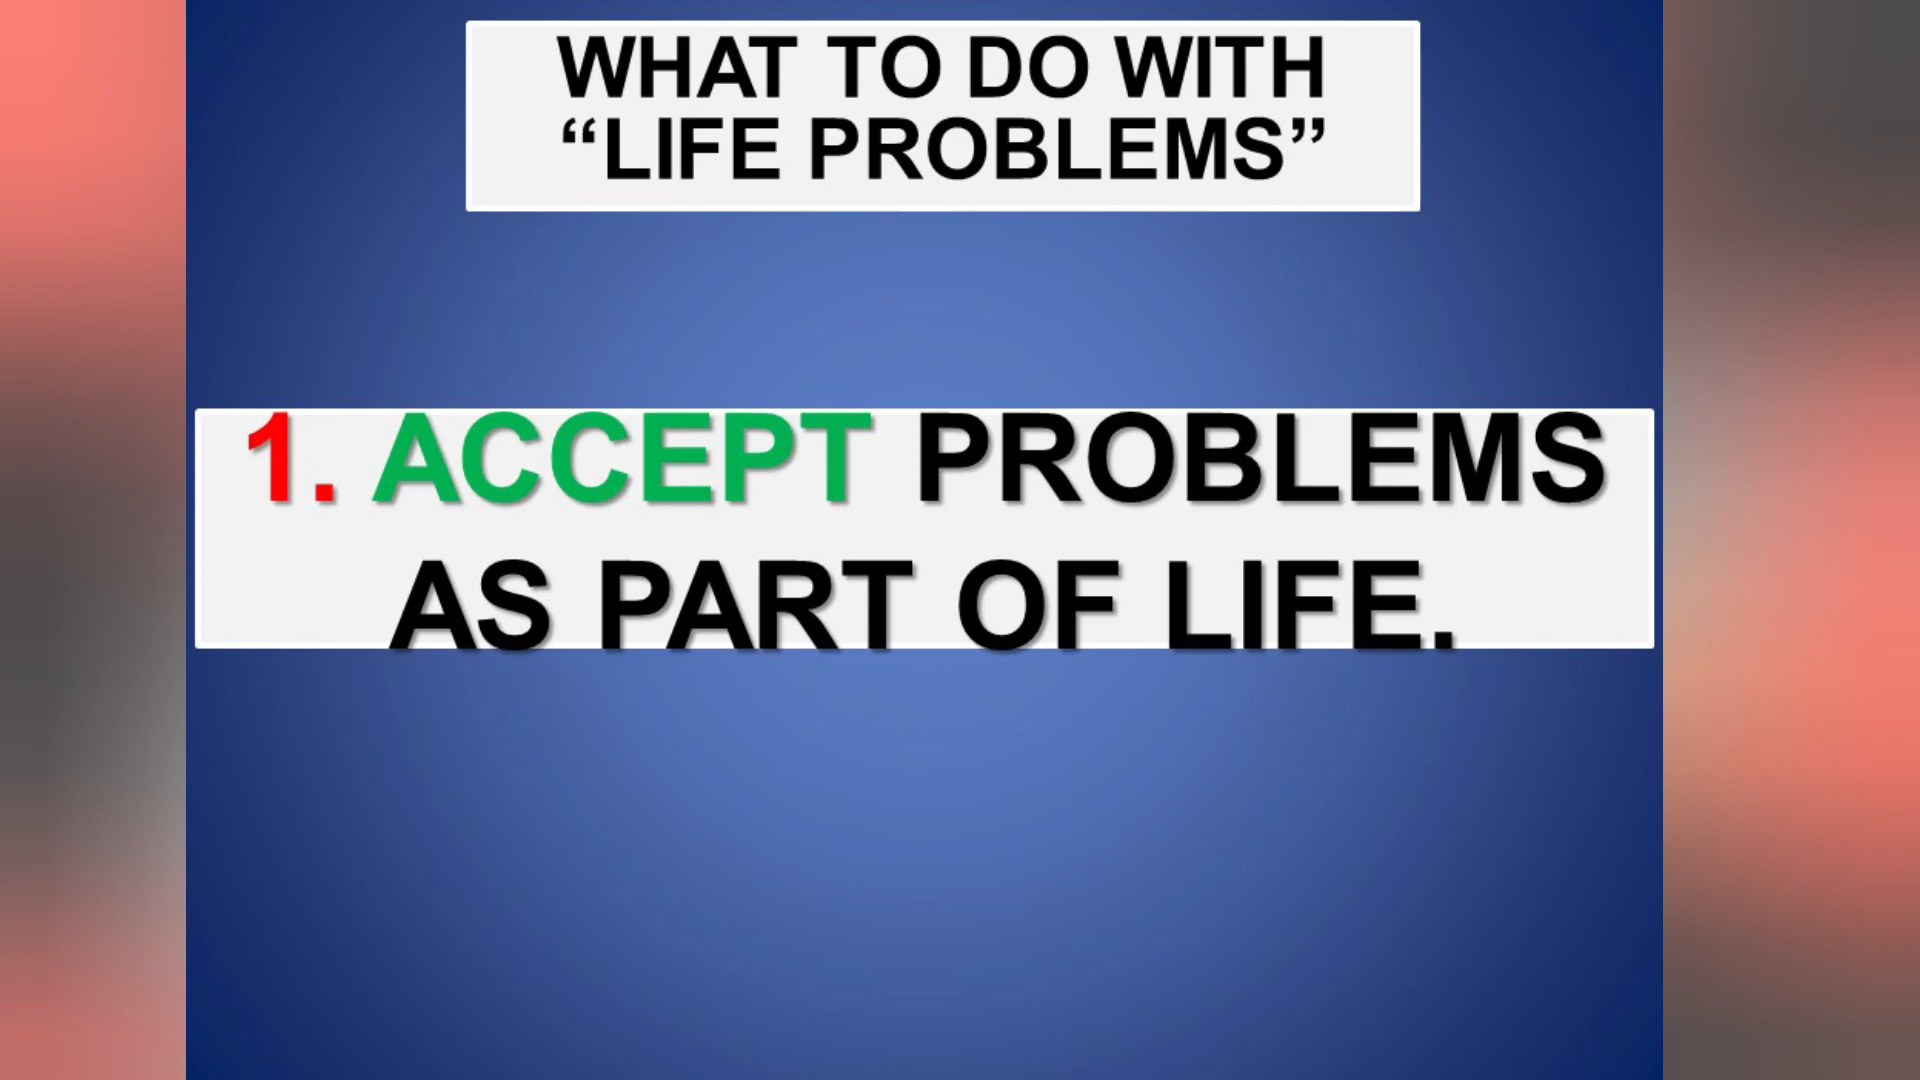 WHAT TO DO WITH
“LIFE PROBLEMS”
1. ACCEPT PROBLEMS
AS PART OF LIFE.